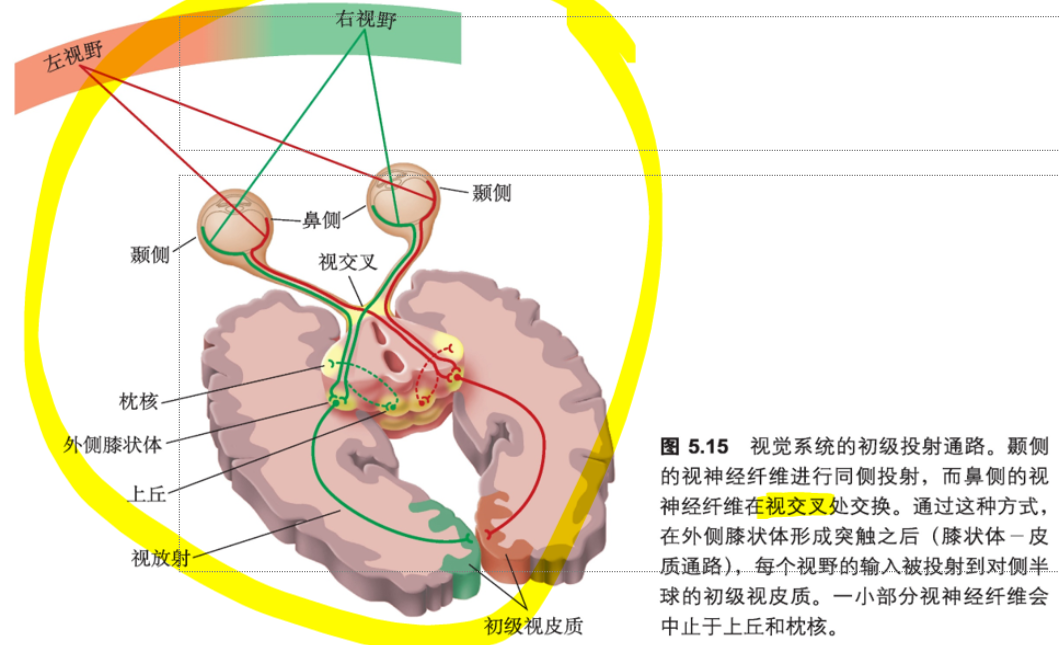 右视野
左视野
颞侧
鼻侧
颞侧
视交叉
枕核
外侧膝状体
上丘
视放射
初级视皮质
图 5.15 视觉系统的初级投射通路。颞侧
的视神经纤维进行同侧投射，而鼻侧的视
神经纤维在视交叉处交换。通过这种方式，
在外侧膝状体形成突触之后（膝状体－皮
质通路），每个视野的输入被投射到对侧半
球的初级视皮质。一小部分视神经纤维会
中止于上丘和枕核。